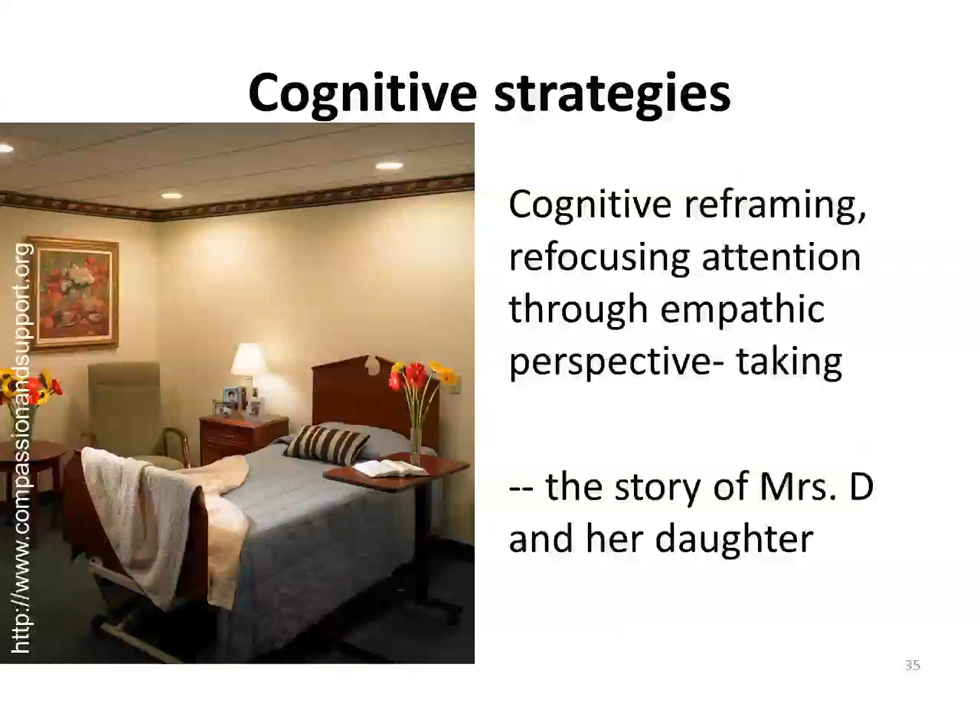 Cognitive strategies
http://www.compassionandsupport.org
Cognitive reframing,
refocusing attention
through empathic
perspective- taking
-- the story of Mrs. D
and her daughter
35